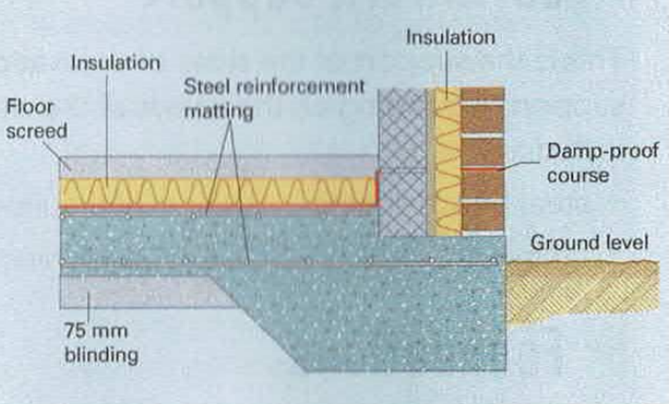 Insulation
Insulation
Steel reinforcement
matting
Floor
screed
Damp-proof
course
Ground level
75 mm
blinding